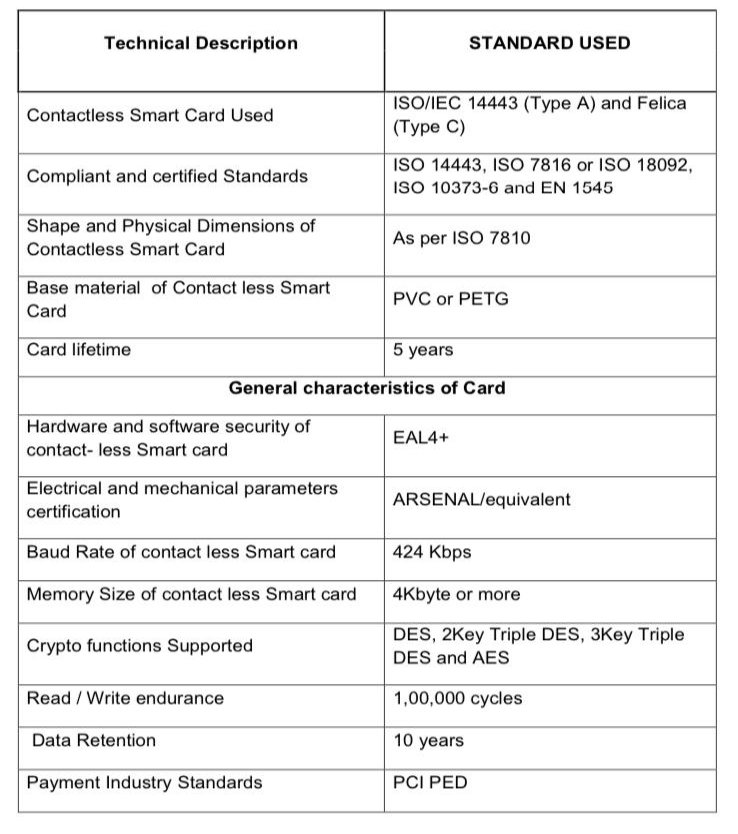 Technical Description
STANDARD USED
Contactless Smart Card Used
ISO/IEC 14443 (Type A) and Felica
(Type C)
Compliant and certified Standards
ISO 14443, ISO 7816 or ISO 18092,
ISO 10373-6 and EN 1545
Shape and Physical Dimensions of
Contactless Smart Card
As per ISO 7810
Base material of Contact less Smart
Card
PVC or PETG
Card lifetime
5 years
General characteristics of Card
Hardware and software security of
contact- less Smart card
EAL4+
Electrical and mechanical parameters
certification
ARSENAL/equivalent
Baud Rate of contact less Smart card
424 Kbps
Memory Size of contact less Smart card
4Kbyte or more
Crypto functions Supported
DES, 2Key Triple DES, 3Key Triple
DES and AES
Read / Write endurance
1,00,000 cycles
Data Retention
10 years
Payment Industry Standards
PCI PED